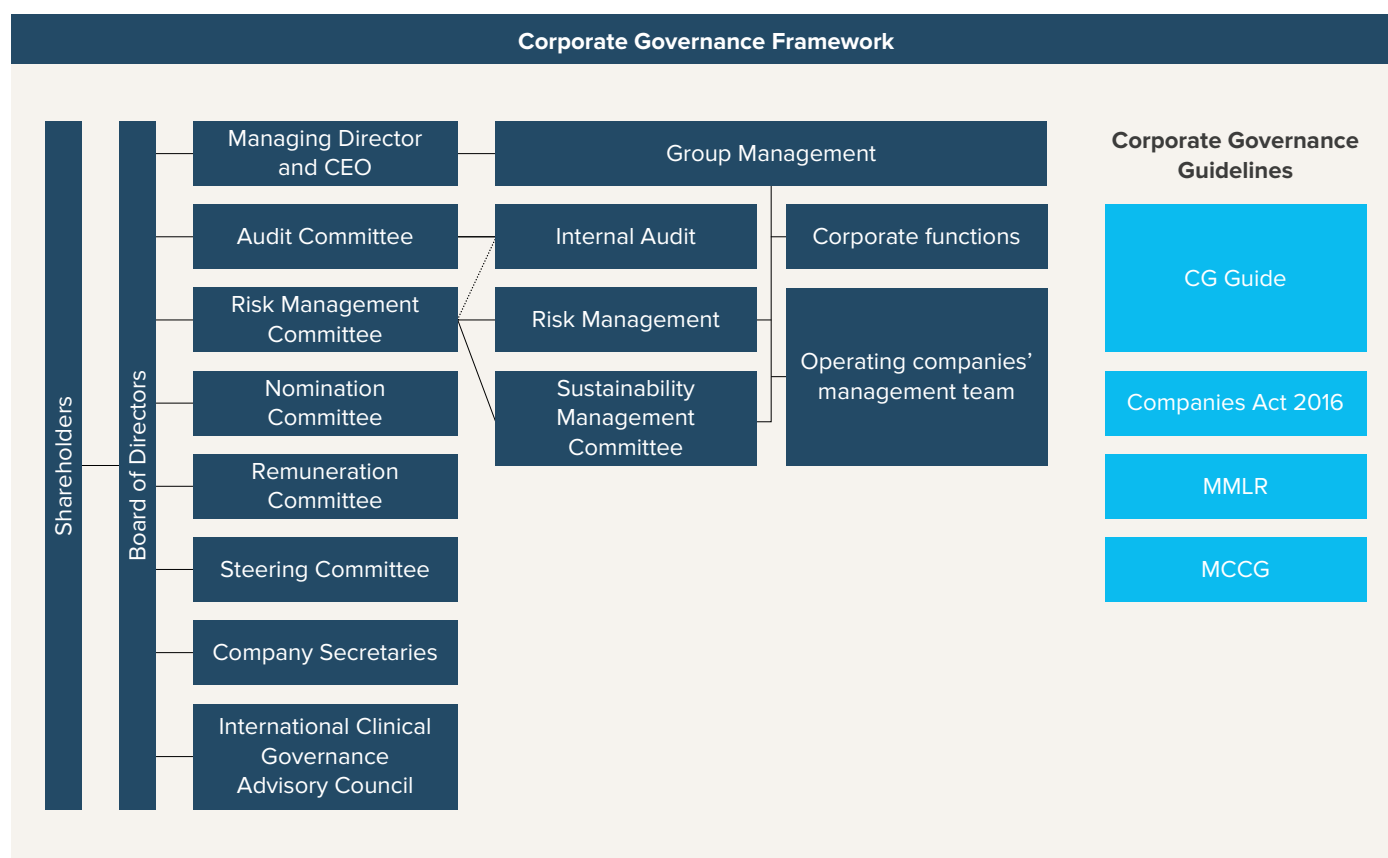 Corporate Governance Framework
Shareholders
Board of Directors
Managing Director
and CEO
Audit Committee
Risk Management
Committee
Nomination
Committee
Remuneration
Committee
Steering Committee
Company Secretaries
International Clinical
Governance
Advisory Council
Group Management
Internal Audit
Risk Management
Sustainability
Management
Committee
Corporate functions
Operating companies’
management team
Corporate Governance
Guidelines
CG Guide
Companies Act 2016
MMLR
MCCG